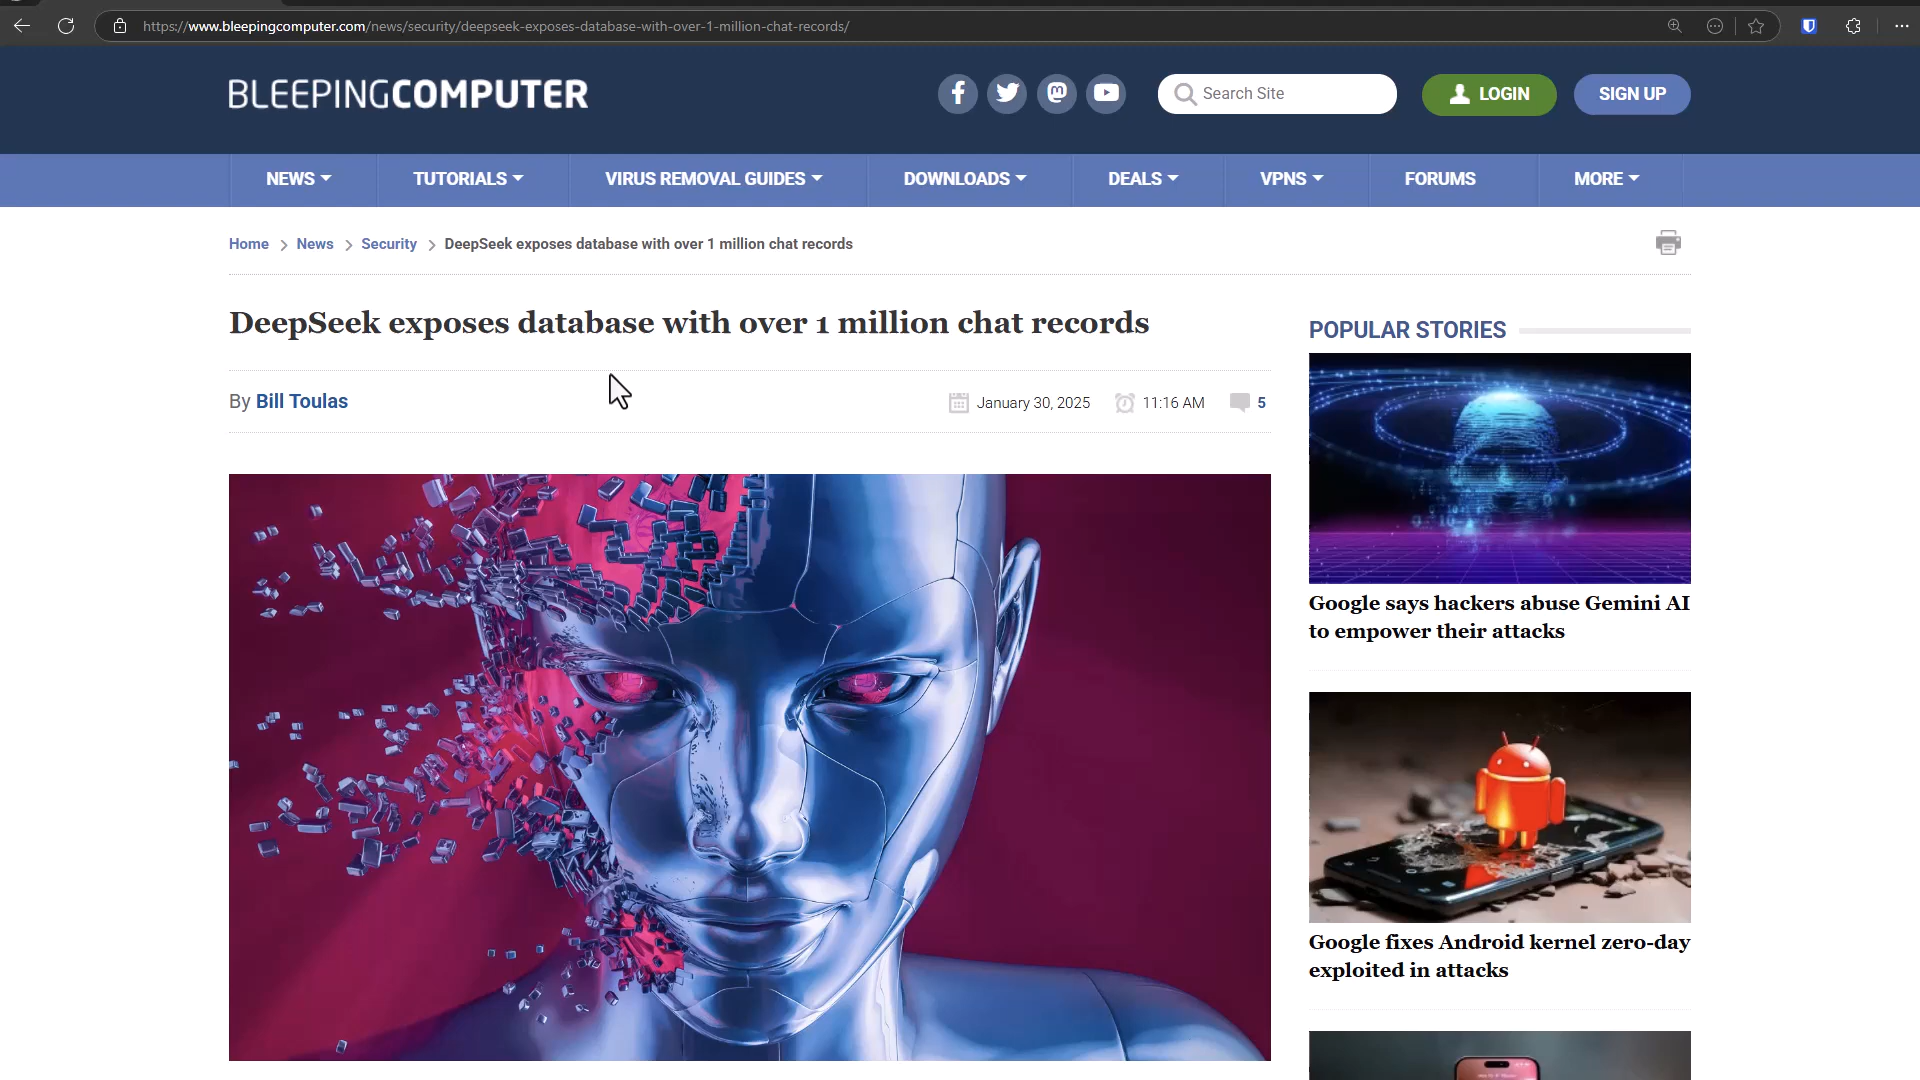 https://www.bleepingcomputer.com/news/security/deepseek-exposes-database-with-over-1-million-chat-records/
BLEEPINGCOMPUTER
Search Site
LOGIN
SIGN UP
NEWS
TUTORIALS
VIRUS REMOVAL GUIDES
DOWNLOADS
DEALS
VPNS
FORUMS
MORE
Home
News
Security
DeepSeek exposes database with over 1 million chat records
DeepSeek exposes database with over 1 million chat records
By Bill Toulas
January 30, 2025
11:16 AM
5
POPULAR STORIES
Google says hackers abuse Gemini AI
to empower their attacks
Google fixes Android kernel zero-day
exploited in attacks